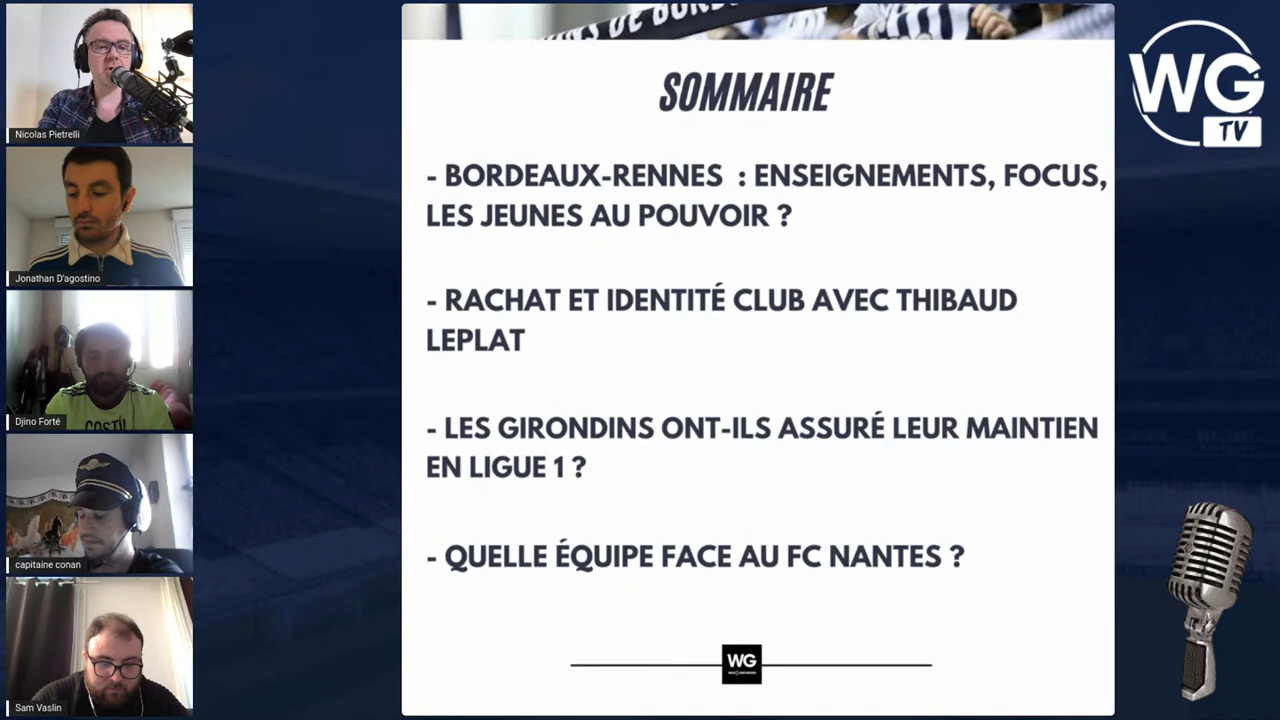 Nicolas Pietrelli
Jonathan D'agostino
Djino Forté
capitaine conan
Sam Vaslin
SOMMAIRE
- BORDEAUX-RENNES : ENSEIGNEMENTS, FOCUS,
LES JEUNES AU POUVOIR ?
- RACHAT ET IDENTITÉ CLUB AVEC THIBAUD
LEPLAT
- LES GIRONDINS ONT-ILS ASSURÉ LEUR MAINTIEN
EN LIGUE 1 ?
- QUELLE ÉQUIPE FACE AU FC NANTES ?
WG
WG
TV